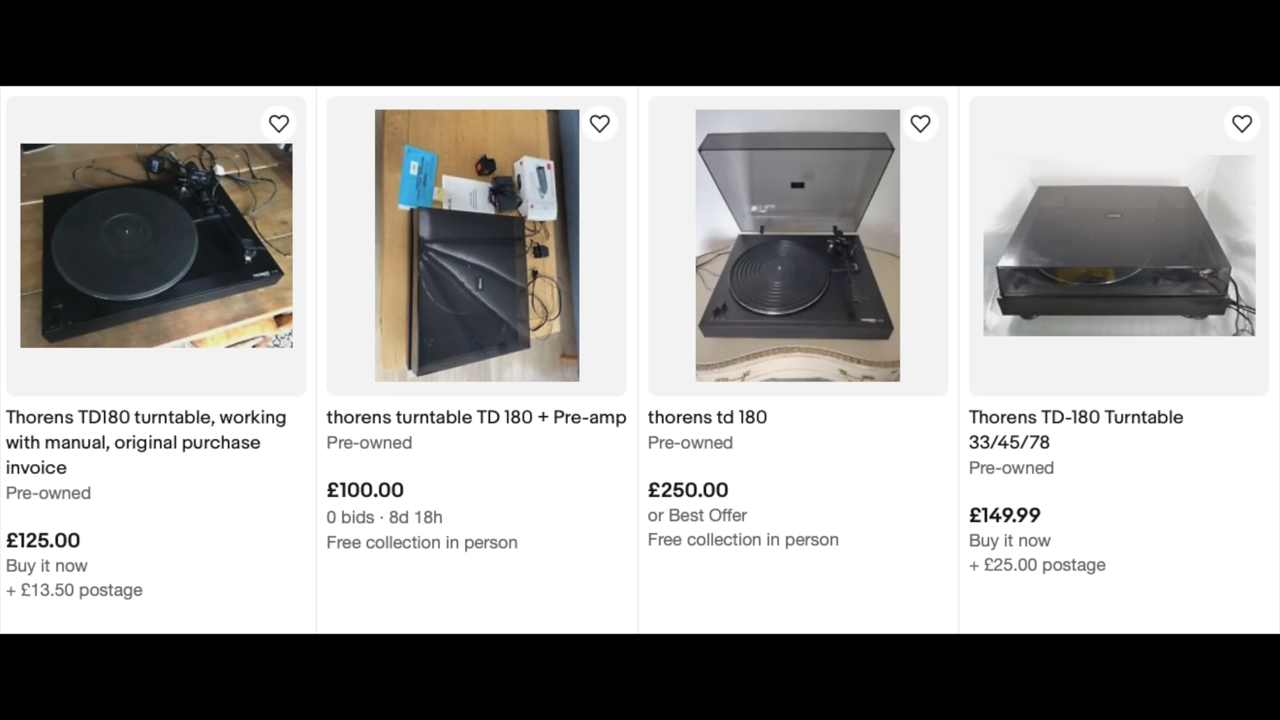 Thorens TD180 turntable, working
with manual, original purchase
invoice
Pre-owned
£125.00
Buy it now
+ £13.50 postage
thorens turntable TD 180 + Pre-amp
Pre-owned
£100.00
0 bids · 8d 18h
Free collection in person
thorens td 180
Pre-owned
£250.00
or Best Offer
Free collection in person
Thorens TD-180 Turntable
33/45/78
Pre-owned
£149.99
Buy it now
+ £25.00 postage